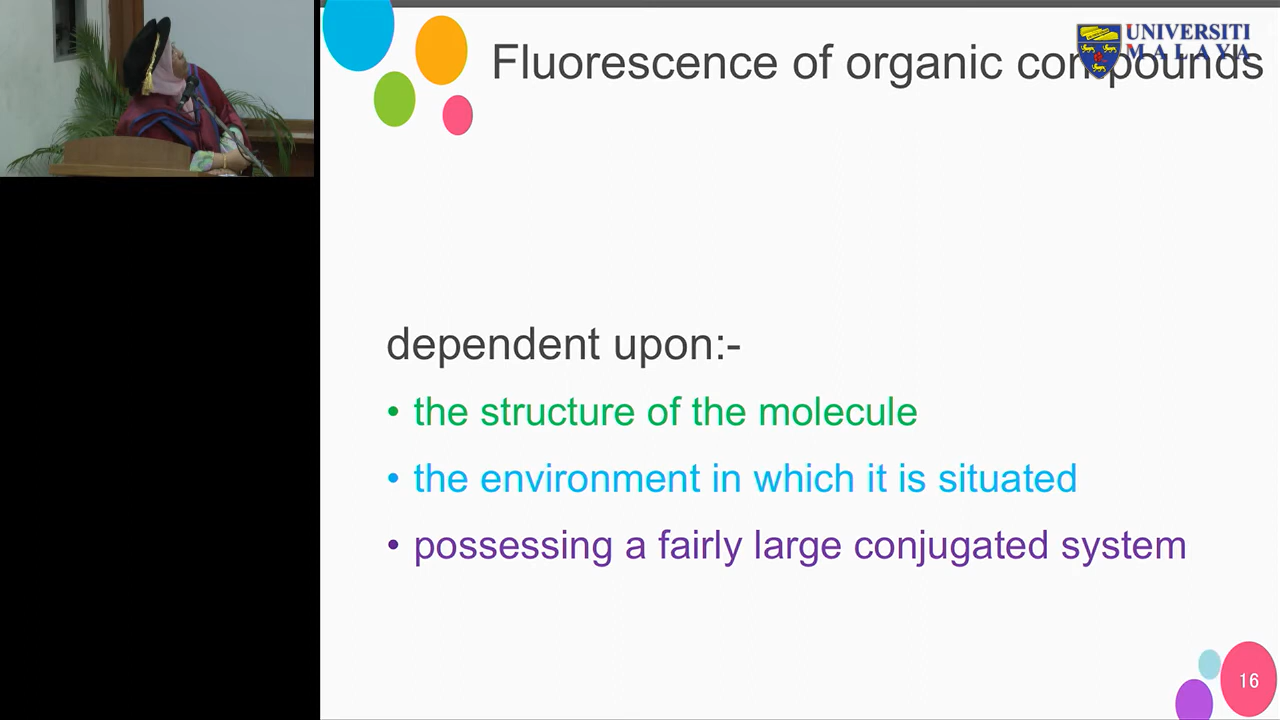 Fluorescence of organic compounds
UNIVERSITI
MALAYA
dependent upon:-
• the structure of the molecule
• the environment in which it is situated
• possessing a fairly large conjugated system
16